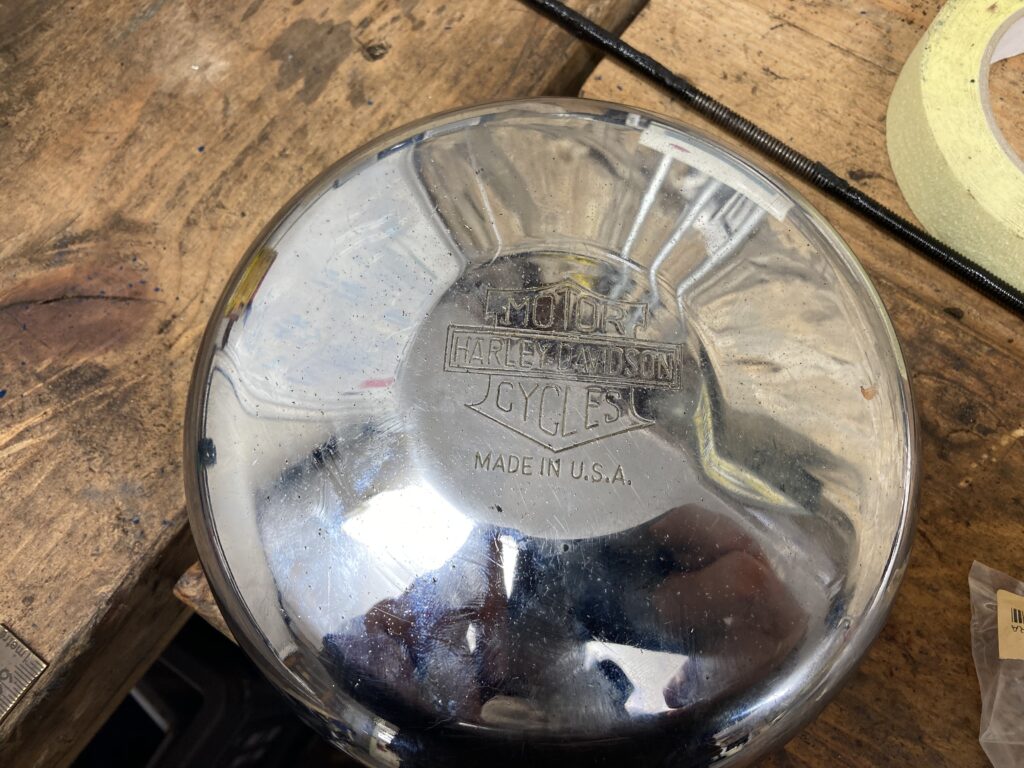 MOTOR
HARLEY-DAVIDSON
CYCLES
MADE IN U.S.A.